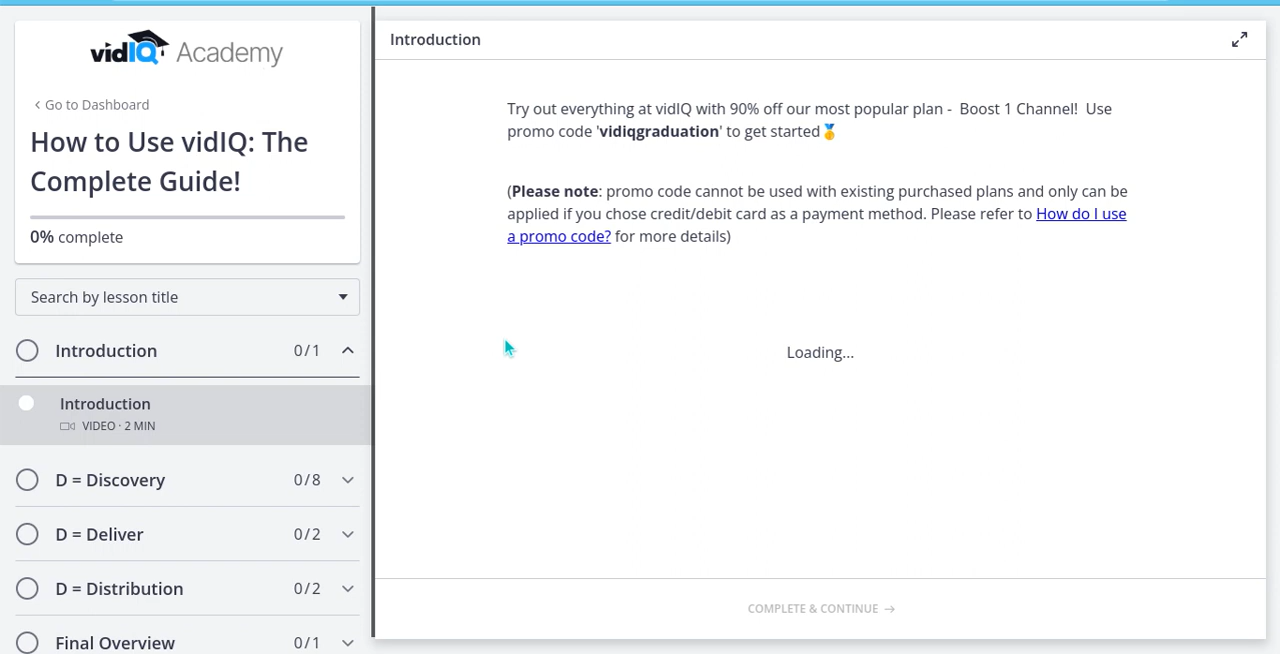 vidIQ Academy
Go to Dashboard
How to Use vidIQ: The
Complete Guide!
0% complete
Search by lesson title
Introduction 0/1
Introduction
VIDEO · 2 MIN
D = Discovery 0/8
D = Deliver 0/2
D = Distribution 0/2
Final Overview 0/1
Introduction
Try out everything at vidIQ with 90% off our most popular plan - Boost 1 Channel! Use
promo code 'vidiqgraduation' to get started🥇
(Please note: promo code cannot be used with existing purchased plans and only can be
applied if you chose credit/debit card as a payment method. Please refer to How do I use
a promo code? for more details)
Loading...
COMPLETE & CONTINUE →